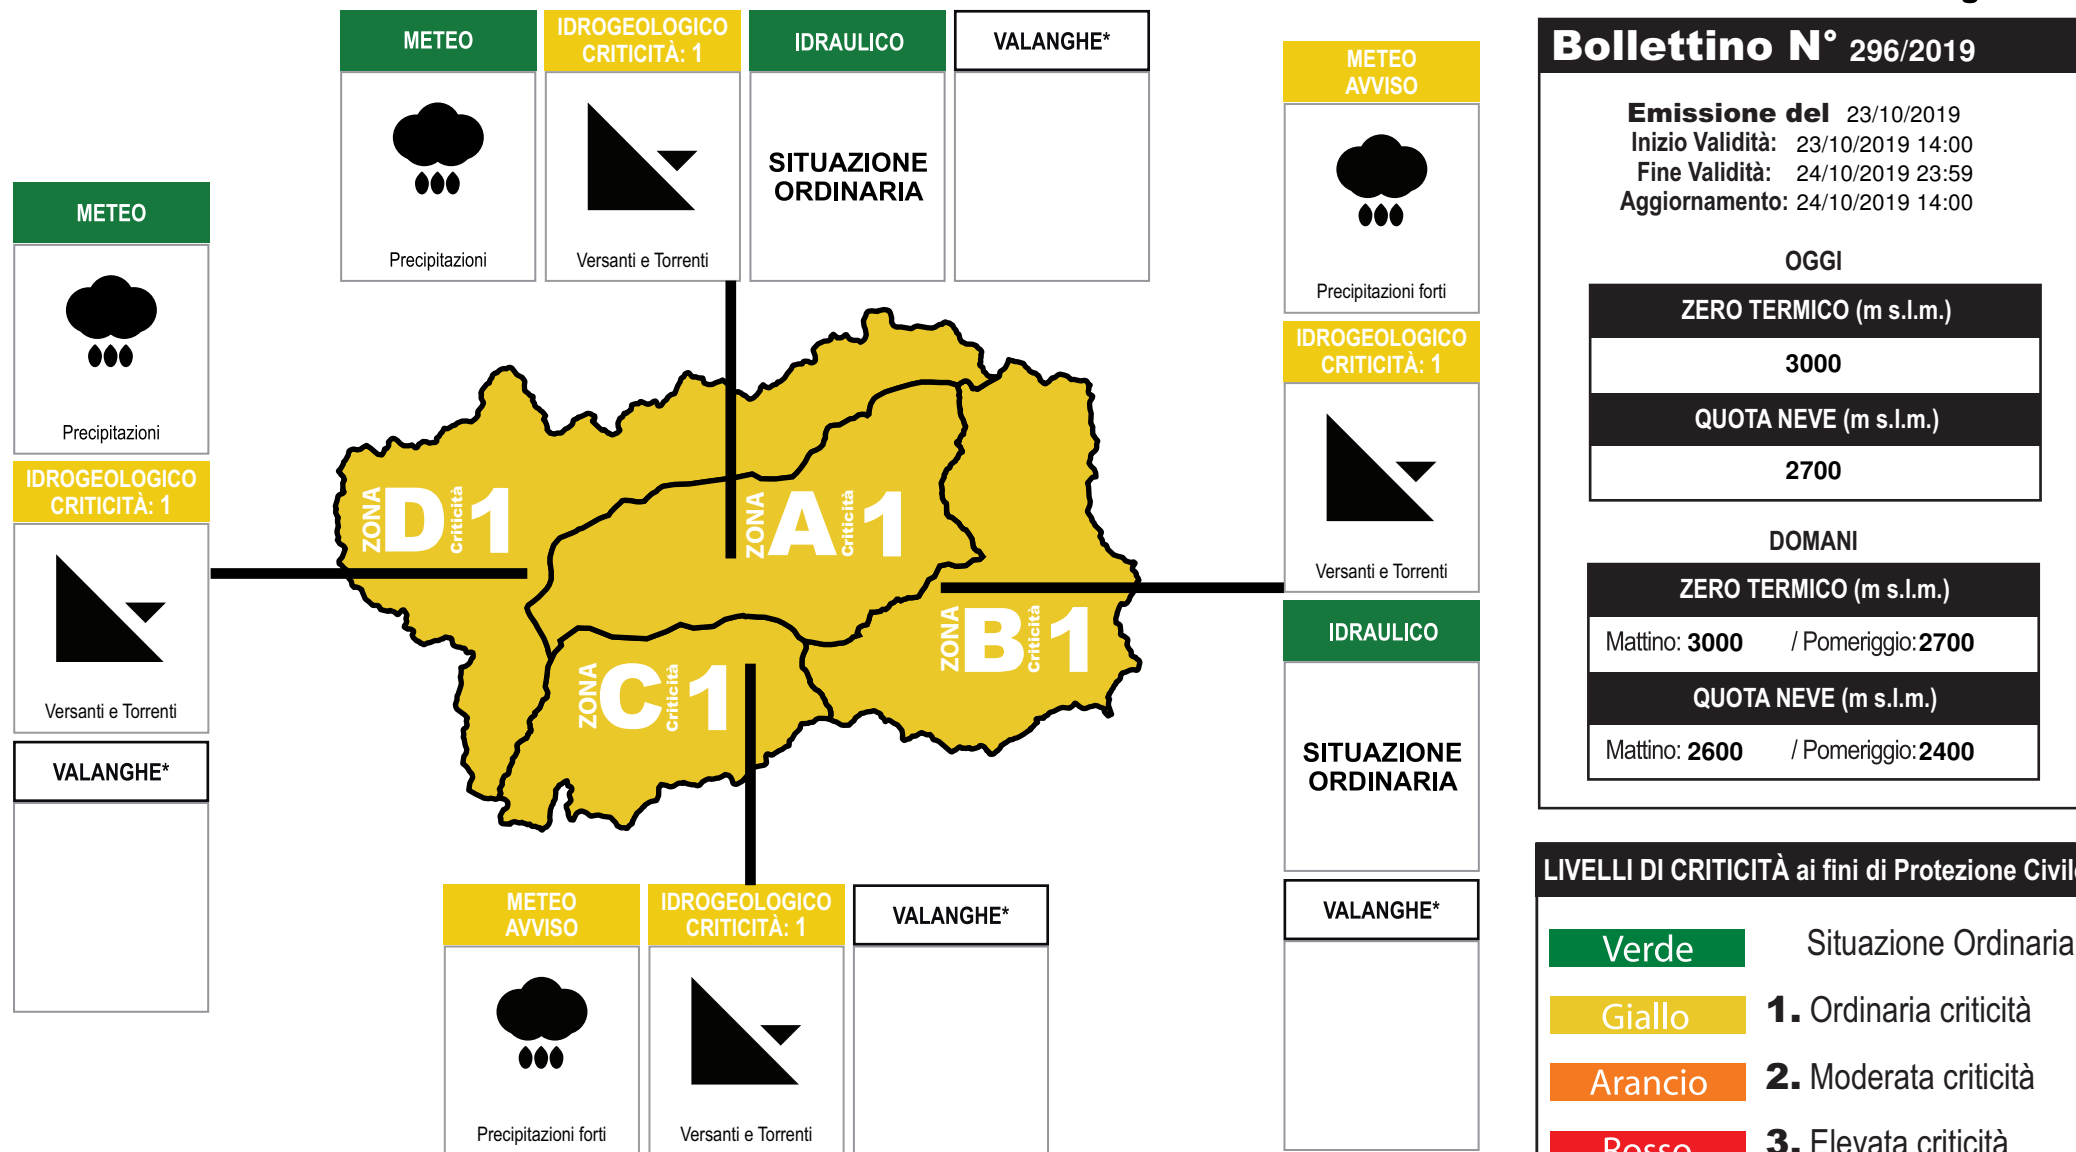 METEO
Precipitazioni
IDROGEOLOGICO
CRITICITÀ: 1
Versanti e Torrenti
IDRAULICO
SITUAZIONE
ORDINARIA
VALANGHE*
METEO
AVVISO
Precipitazioni forti
IDROGEOLOGICO
CRITICITÀ: 1
Versanti e Torrenti
IDRAULICO
SITUAZIONE
ORDINARIA
VALANGHE*
METEO
Precipitazioni
IDROGEOLOGICO
CRITICITÀ: 1
Versanti e Torrenti
VALANGHE*
ZONA D Criticità 1
ZONA A Criticità 1
ZONA B Criticità 1
ZONA C Criticità 1
METEO
AVVISO
Precipitazioni forti
IDROGEOLOGICO
CRITICITÀ: 1
Versanti e Torrenti
VALANGHE*
Bollettino N° 296/2019
Emissione del 23/10/2019
Inizio Validità: 23/10/2019 14:00
Fine Validità: 24/10/2019 23:59
Aggiornamento: 24/10/2019 14:00
OGGI
ZERO TERMICO (m s.l.m.)
3000
QUOTA NEVE (m s.l.m.)
2700
DOMANI
ZERO TERMICO (m s.l.m.)
Mattino: 3000 / Pomeriggio: 2700
QUOTA NEVE (m s.l.m.)
Mattino: 2600 / Pomeriggio: 2400
LIVELLI DI CRITICITÀ ai fini di Protezione Civile
Verde Situazione Ordinaria
Giallo 1. Ordinaria criticità
Arancio 2. Moderata criticità
Rosso 3. Elevata criticità